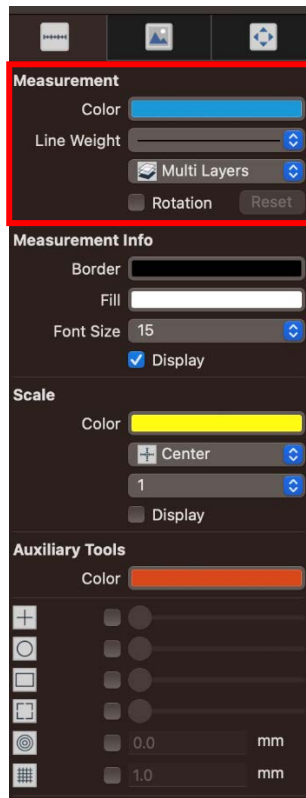 Measurement
Color
Line Weight
Multi Layers
Rotation Reset
Measurement Info
Border
Fill
Font Size 15
Display
Scale
Color
Center
1
Display
Auxiliary Tools
Color
0.0 mm
1.0 mm